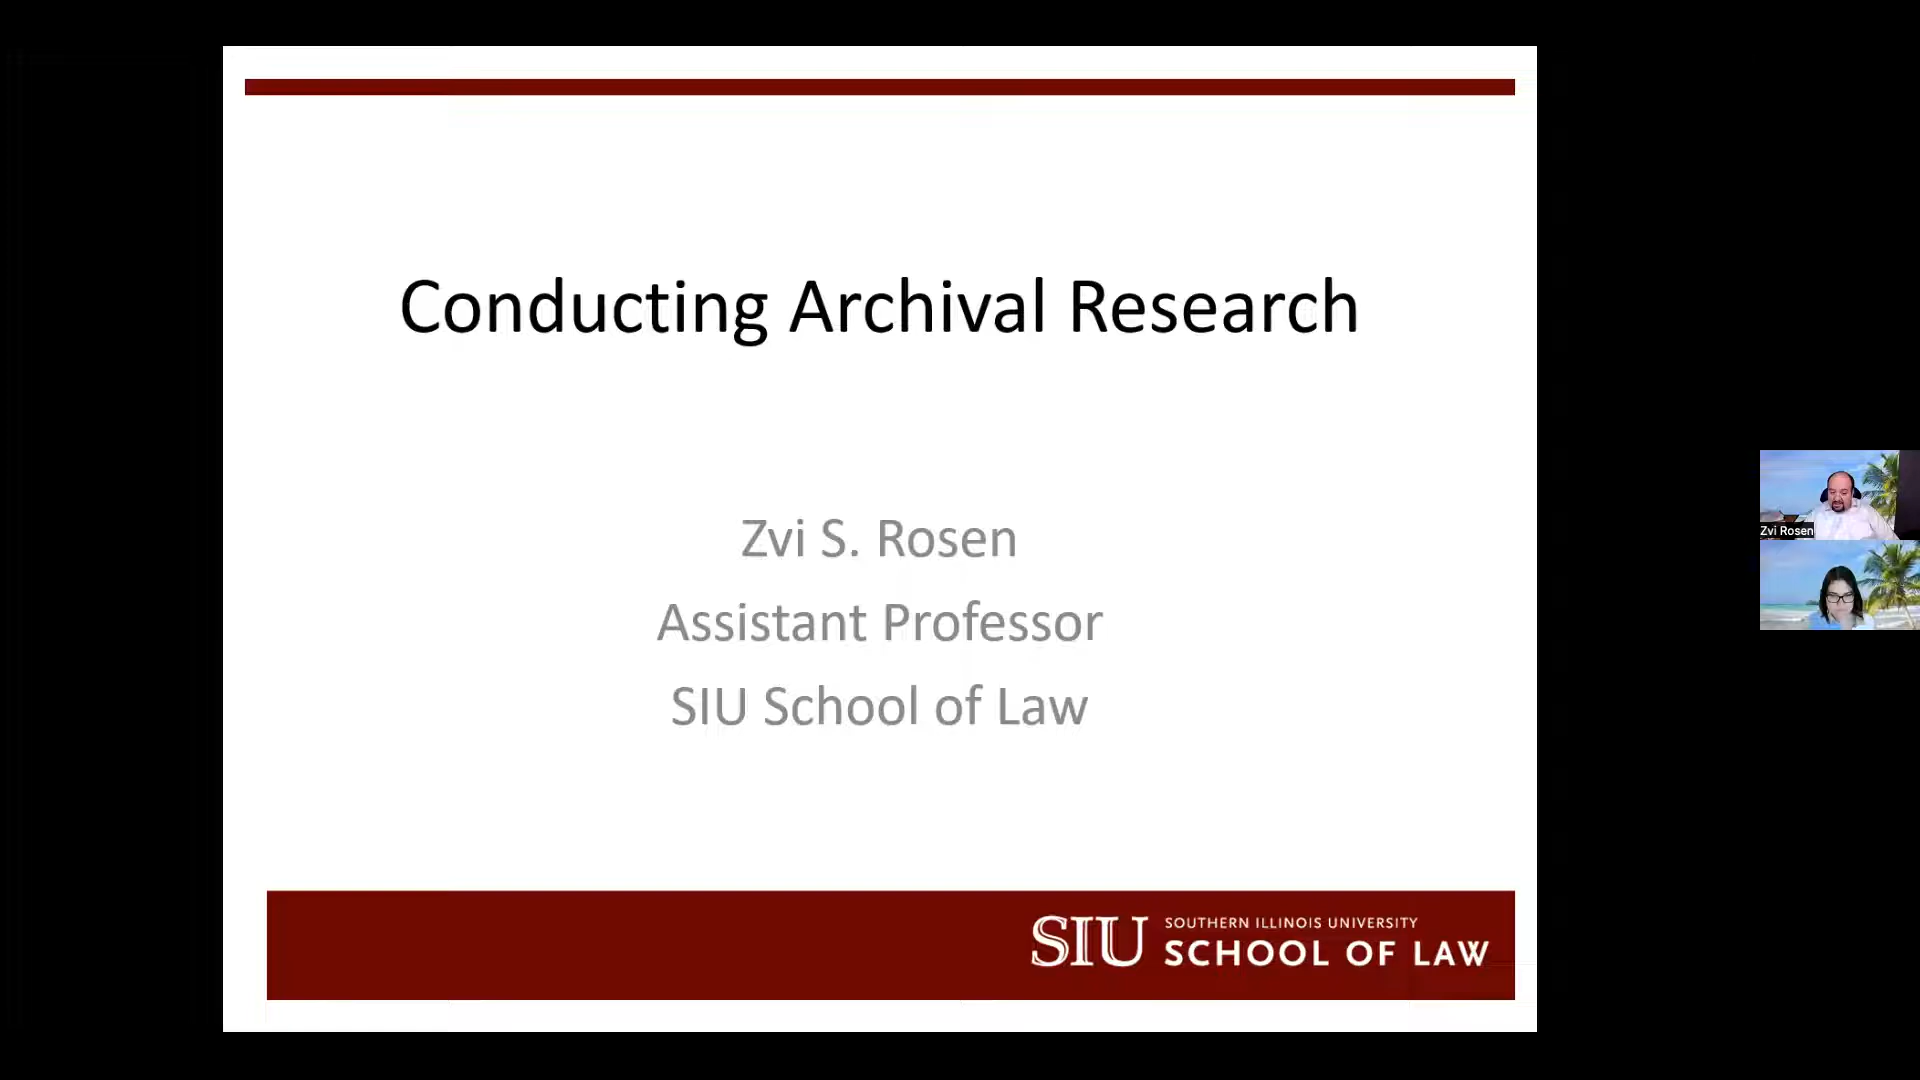 Conducting Archival Research
Zvi S. Rosen
Assistant Professor
SIU School of Law
SIU SOUTHERN ILLINOIS UNIVERSITY
SCHOOL OF LAW
Zvi Rosen